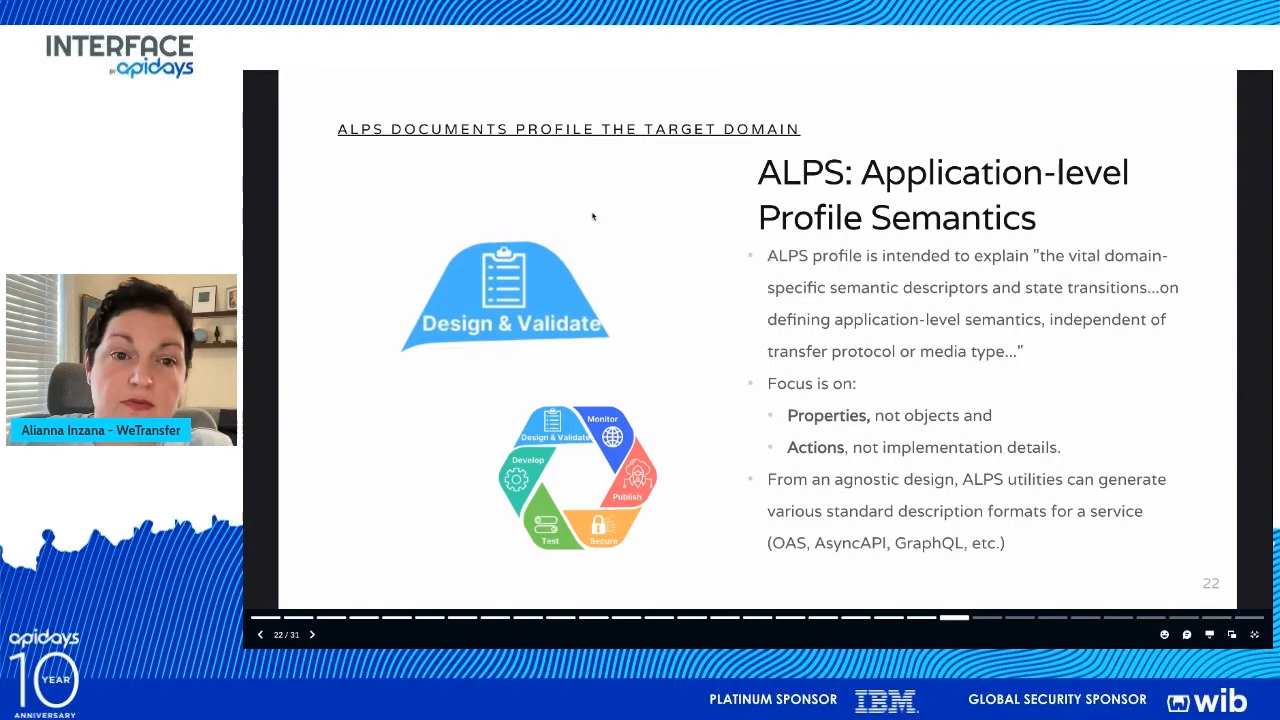 INTERFACE
BY apidays
ALPS DOCUMENTS PROFILE THE TARGET DOMAIN
ALPS: Application-level
Profile Semantics
ALPS profile is intended to explain "the vital domain-
specific semantic descriptors and state transitions...on
defining application-level semantics, independent of
transfer protocol or media type..."
Focus is on:
Properties, not objects and
Actions, not implementation details.
From an agnostic design, ALPS utilities can generate
various standard description formats for a service
(OAS, AsyncAPI, GraphQL, etc.)
22
Design & Validate
Design & Validate
Monitor
Develop
Publish
Test
Secure
Alianna Inzana - WeTransfer
22 / 31
apidays
10
YEAR
ANNIVERSARY
PLATINUM SPONSOR
IBM
GLOBAL SECURITY SPONSOR
wib